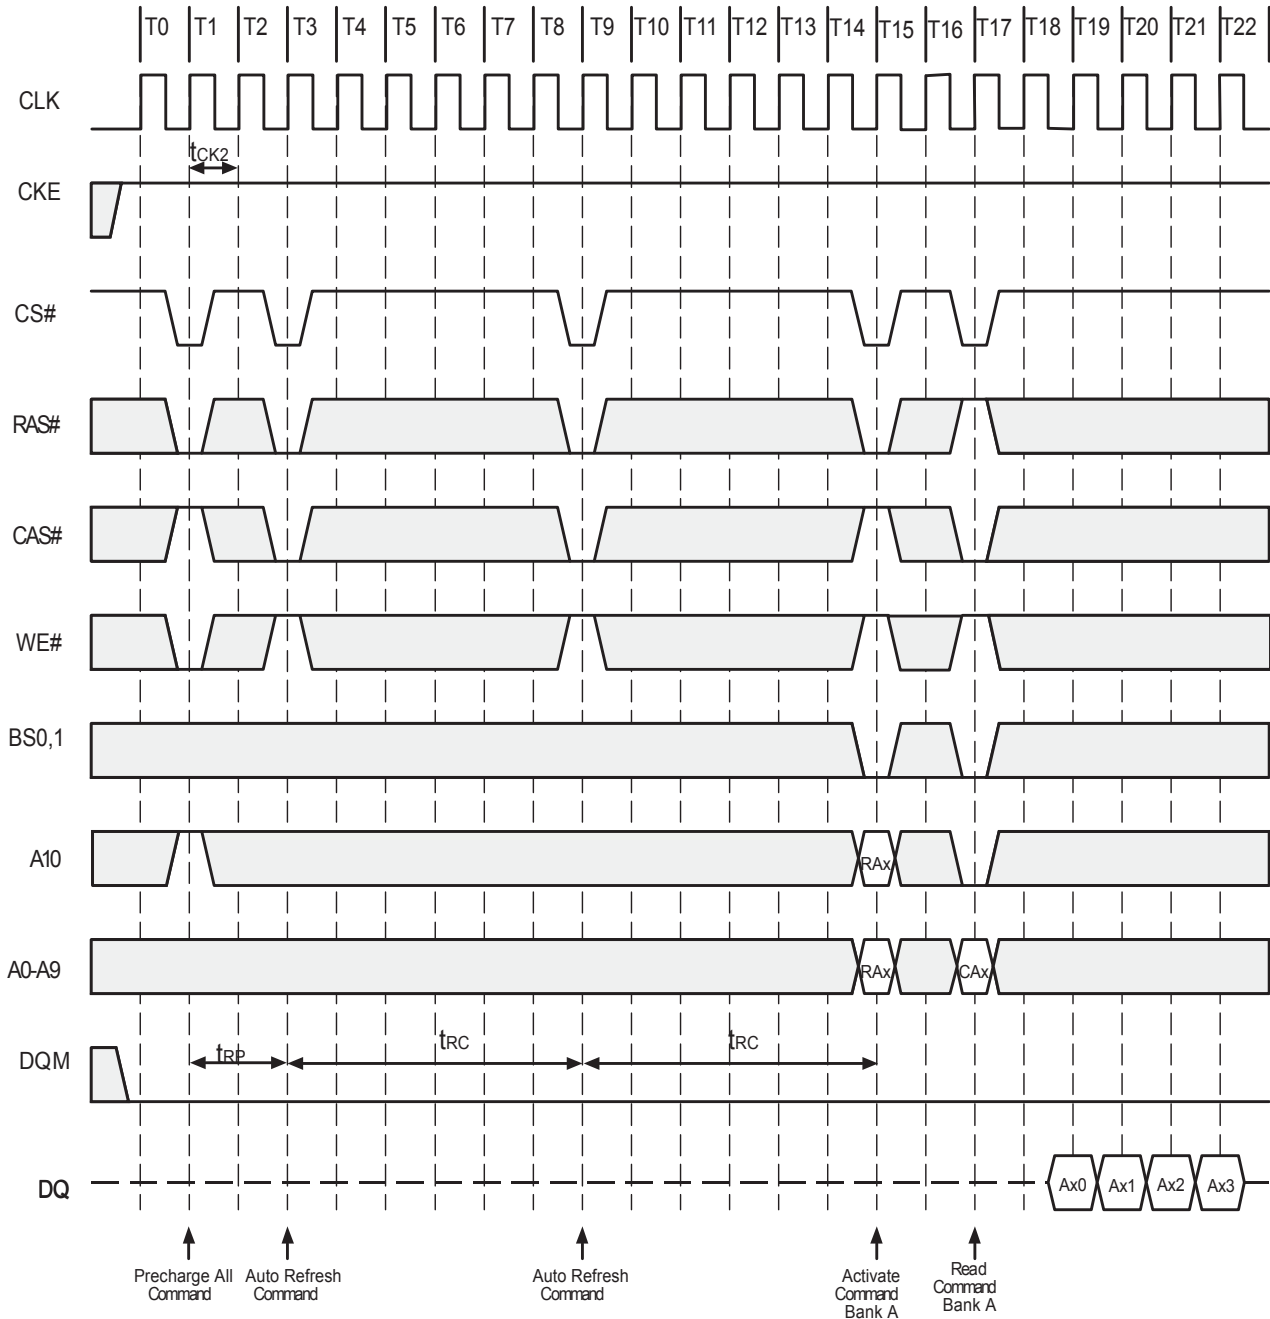 T0 T1 T2 T3 T4 T5 T6 T7 T8 T9 T10 T11 T12 T13 T14 T15 T16 T17 T18 T19 T20 T21 T22
CLK
tCK2
CKE
CS#
RAS#
CAS#
WE#
BS0,1
A10
RAx
A0-A9
RAx CAx
DQM
tRP tRC tRC
DQ
Ax0 Ax1 Ax2 Ax3
Precharge All
Command
Auto Refresh
Command
Auto Refresh
Command
Activate
Command
Bank A
Read
Command
Bank A